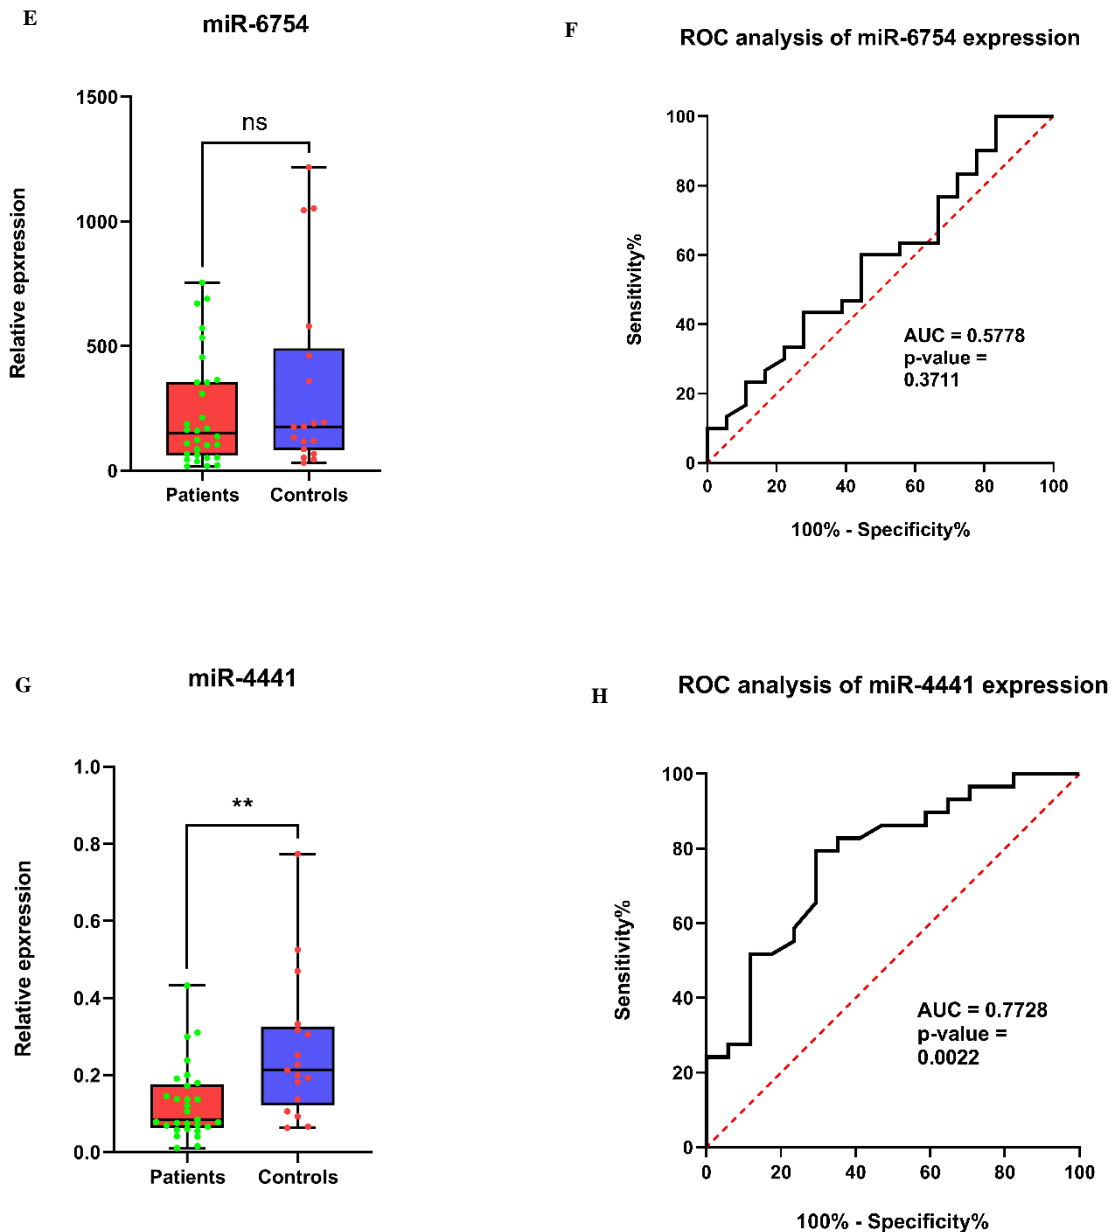 E
miR-6754
Relative epxression
1500
1000
500
0
ns
Patients
Controls
F
ROC analysis of miR-6754 expression
Sensitivity%
100
80
60
40
20
0
AUC = 0.5778
p-value =
0.3711
0 20 40 60 80 100
100% - Specificity%
G
miR-4441
Relative epxression
1.0
0.8
0.6
0.4
0.2
0.0
**
Patients
Controls
H
ROC analysis of miR-4441 expression
Sensitivity%
100
80
60
40
20
0
AUC = 0.7728
p-value =
0.0022
0 20 40 60 80 100
100% - Specificity%